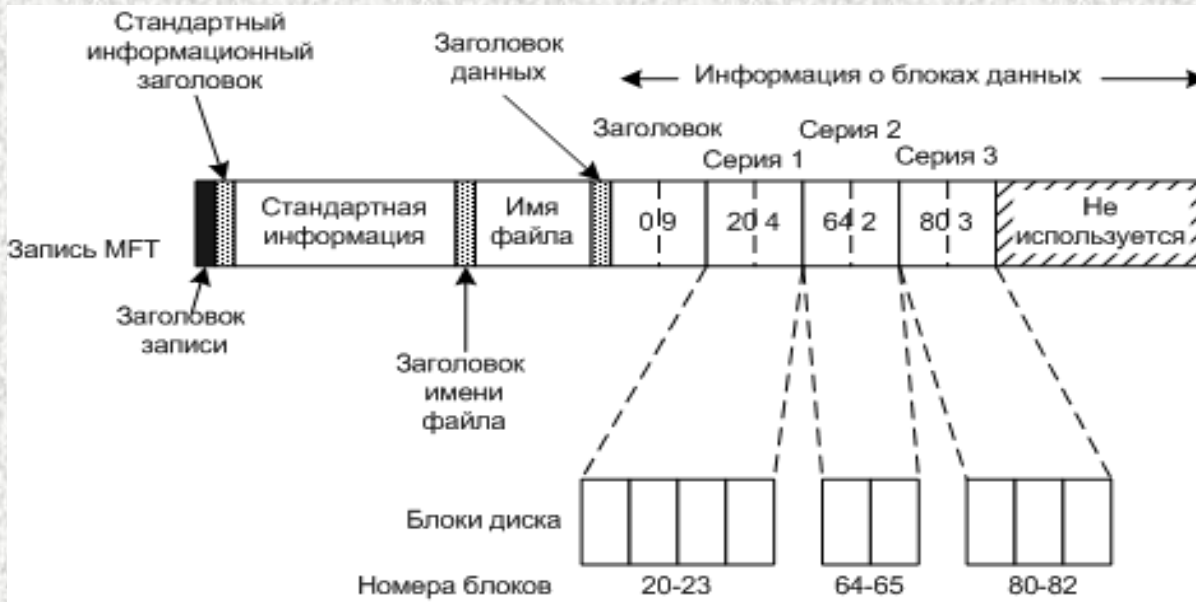 Стандартный
информационный
заголовок
Заголовок
данных
Информация о блоках данных
Заголовок
Серия 1
Серия 2
Серия 3
Запись MFT
Стандартная
информация
Имя
файла
0 9
20 4
64 2
80 3
Не
используется
Заголовок
записи
Заголовок
имени
файла
Блоки диска
Номера блоков
20-23
64-65
80-82